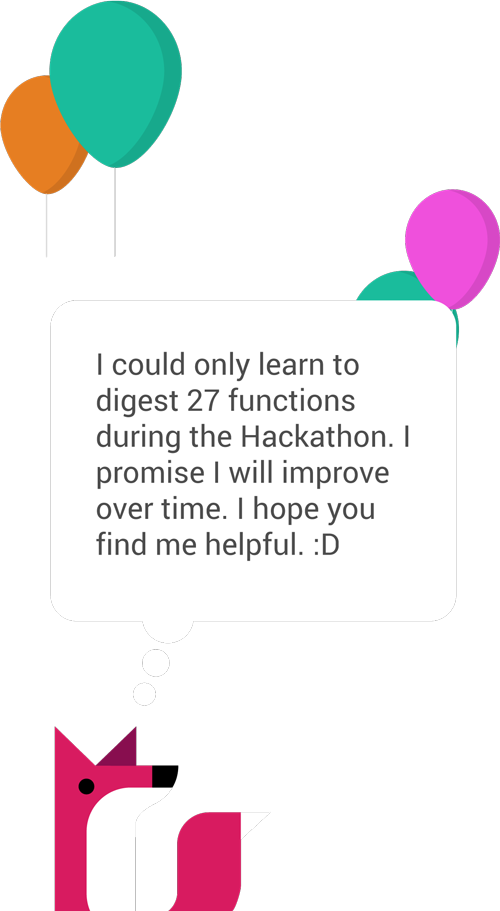 I could only learn to
digest 27 functions
during the Hackathon. I
promise I will improve
over time. I hope you
find me helpful. :D